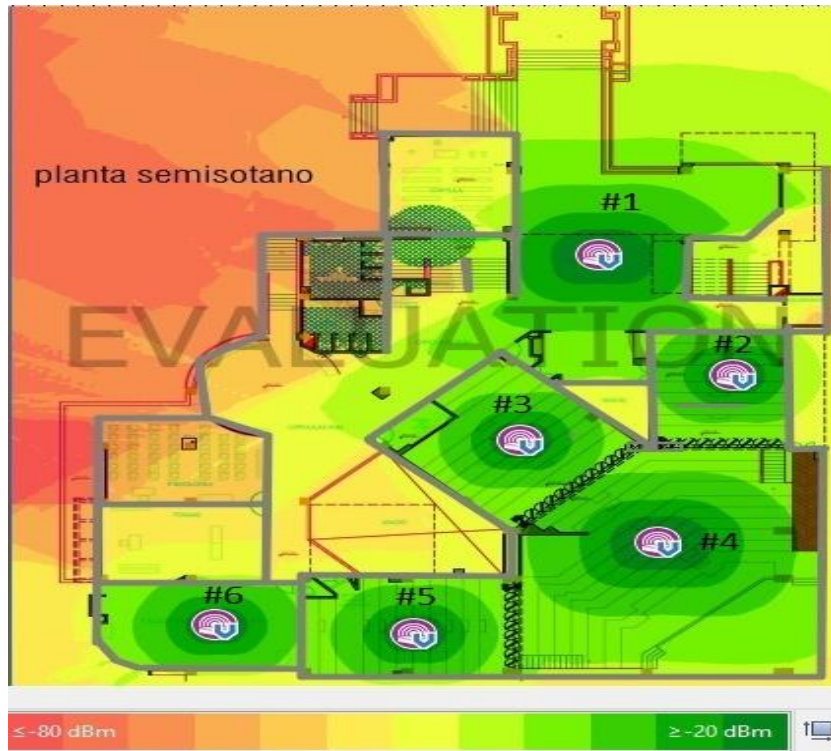 #1
planta semisotano
EVALUATION
#2
#3
#4
#6
#5
≤-80 dBm
≥-20 dBm